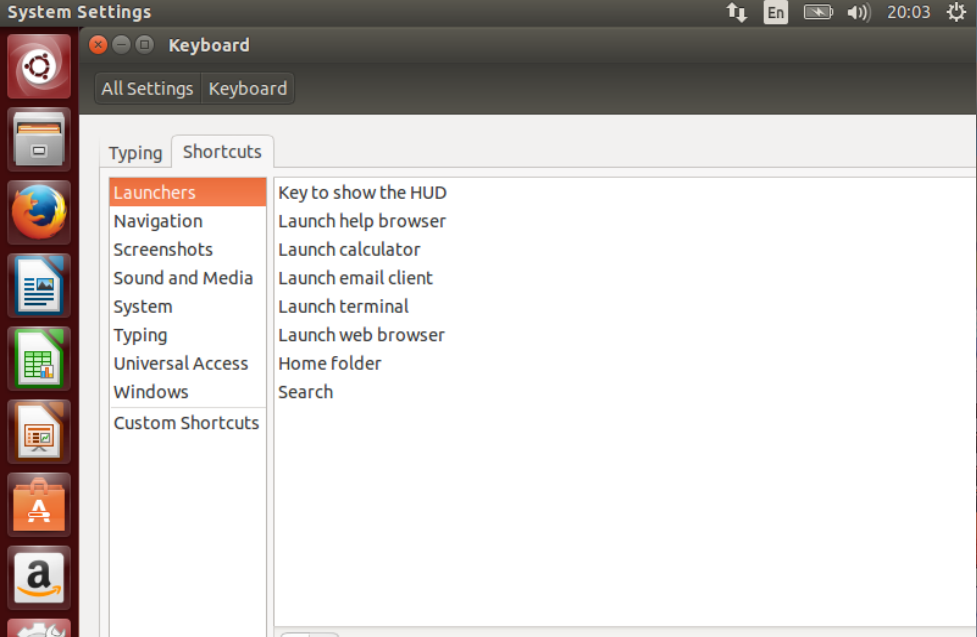 System Settings
En
20:03
Keyboard
All Settings
Keyboard
Typing
Shortcuts
Launchers
Navigation
Screenshots
Sound and Media
System
Typing
Universal Access
Windows
Custom Shortcuts
Key to show the HUD
Launch help browser
Launch calculator
Launch email client
Launch terminal
Launch web browser
Home folder
Search
A
a